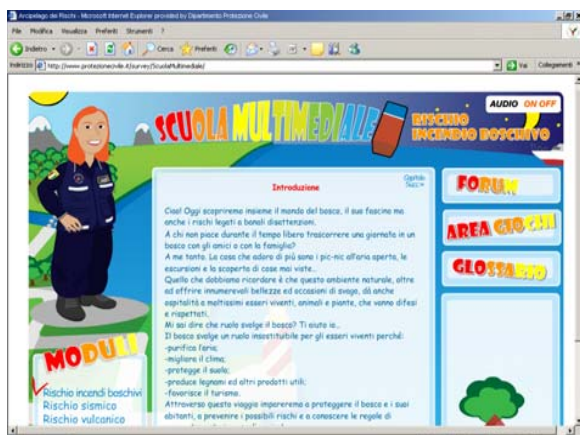 Arcipelago dei Rischi - Microsoft Internet Explorer provided by Dipartimento Protezione Civile
File Modifica Visualizza Preferiti Strumenti ?
Indietro Cerca Preferiti
Indirizzo http://www.protezionecivile.it/survey/ScuolaMultimediale/ Vai Collegamenti
AUDIO ON OFF
SCUOLA MULTIMEDIALE
RISCHIO
INCENDIO BOSCHIVO
Capitolo
Succ.
Introduzione
Ciao! Oggi scopriremo insieme il mondo del bosco, il suo fascino ma
anche i rischi legati a banali disattenzioni.
A chi non piace durante il tempo libero trascorrere una giornata in un
bosco con gli amici o con la famiglia?
A me tanto. La cosa che adoro di più sono i pic-nic all'aria aperta, le
escursioni e la scoperta di cose mai viste..
Quello che dobbiamo ricordare è che questo ambiente naturale, oltre
ad offrire innumerevoli bellezze ed occasioni di svago, dà anche
ospitalità a moltissimi esseri viventi, animali e piante, che vanno difesi
e rispettati.
Mi sai dire che ruolo svolge il bosco? Ti aiuto io..
Il bosco svolge un ruolo insostituibile per gli esseri viventi perché:
-purifica l'aria;
-migliora il clima;
-protegge il suolo;
-produce legnami ed altri prodotti utili;
-favorisce il turismo.
Attraverso questo viaggio impareremo a proteggere il bosco e i suoi
abitanti, a prevenire i possibili rischi e a conoscere le regole di
FORUM
AREA GIOCHI
GLOSSARIO
MODULI
Rischio incendi boschivi
Rischio sismico
Rischio vulcanico